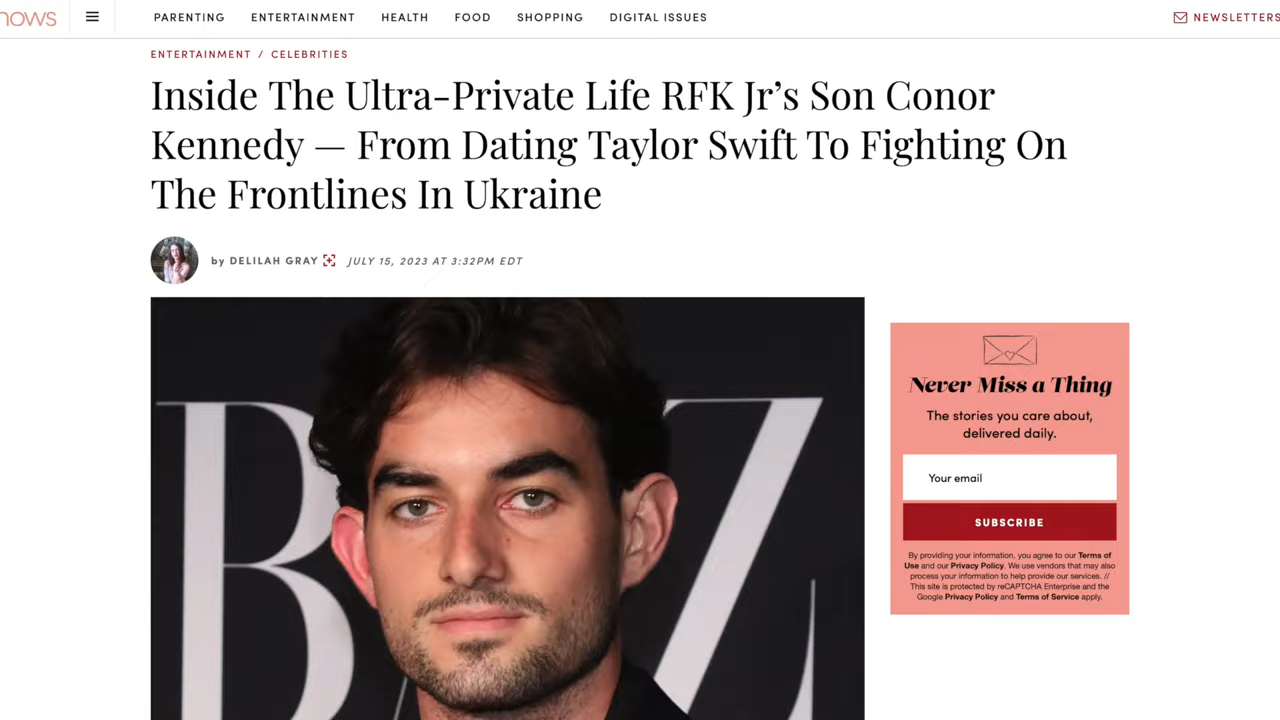 nows
PARENTING ENTERTAINMENT HEALTH FOOD SHOPPING DIGITAL ISSUES
NEWSLETTERS
ENTERTAINMENT / CELEBRITIES
Inside The Ultra-Private Life RFK Jr’s Son Conor
Kennedy — From Dating Taylor Swift To Fighting On
The Frontlines In Ukraine
by DELILAH GRAY JULY 15, 2023 AT 3:32PM EDT
B Z
Never Miss a Thing
The stories you care about,
delivered daily.
Your email
SUBSCRIBE
By providing your information, you agree to our Terms of
Use and our Privacy Policy. We use vendors that may also
process your information to help provide our services. //
This site is protected by reCAPTCHA Enterprise and the
Google Privacy Policy and Terms of Service apply.